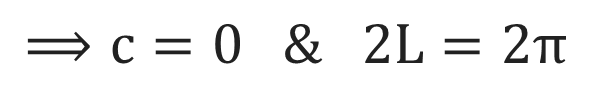 ⟹ c = 0 & 2L = 2π